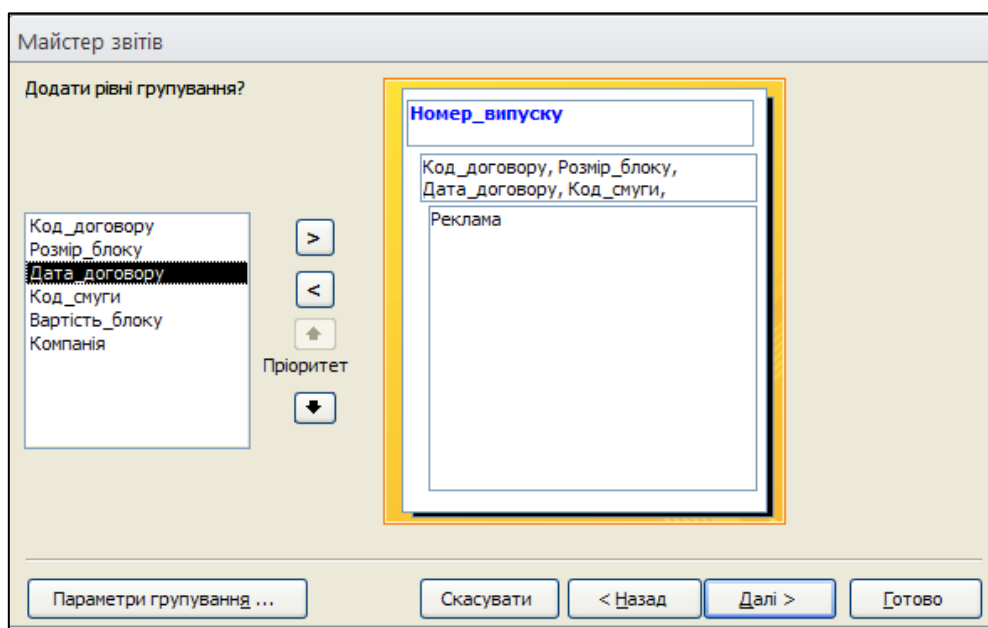 Майстер звітів
Додати рівні групування?
Код_договору
Розмір_блоку
Дата_договору
Код_смуги
Вартість_блоку
Компанія
>
<
Пріоритет
Номер_випуску
Код_договору, Розмір_блоку,
Дата_договору, Код_смуги,
Реклама
Параметри групування ...
Скасувати
< Назад
Далі >
Готово